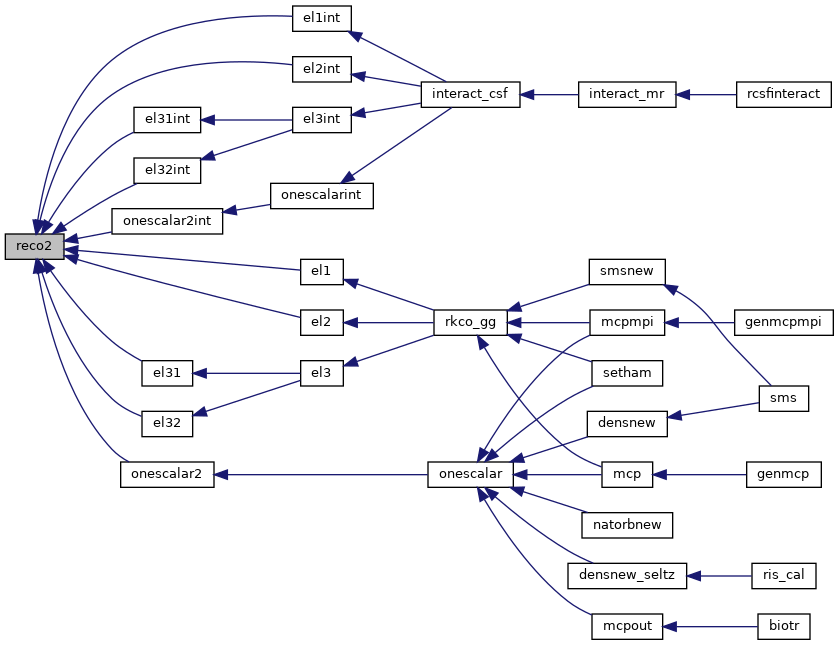 el1int
el2int
interact_csf
interact_mr
rcsfinteract
el31int
el3int
el32int
onescalarint
onescalar2int
reco2
el1
smsnew
el2
rkco_gg
mcpmpi
genmcpmpi
el31
el3
setham
sms
el32
densnew
onescalar2
onescalar
mcp
genmcp
natorbnew
densnew_seltz
ris_cal
mcpout
biotr